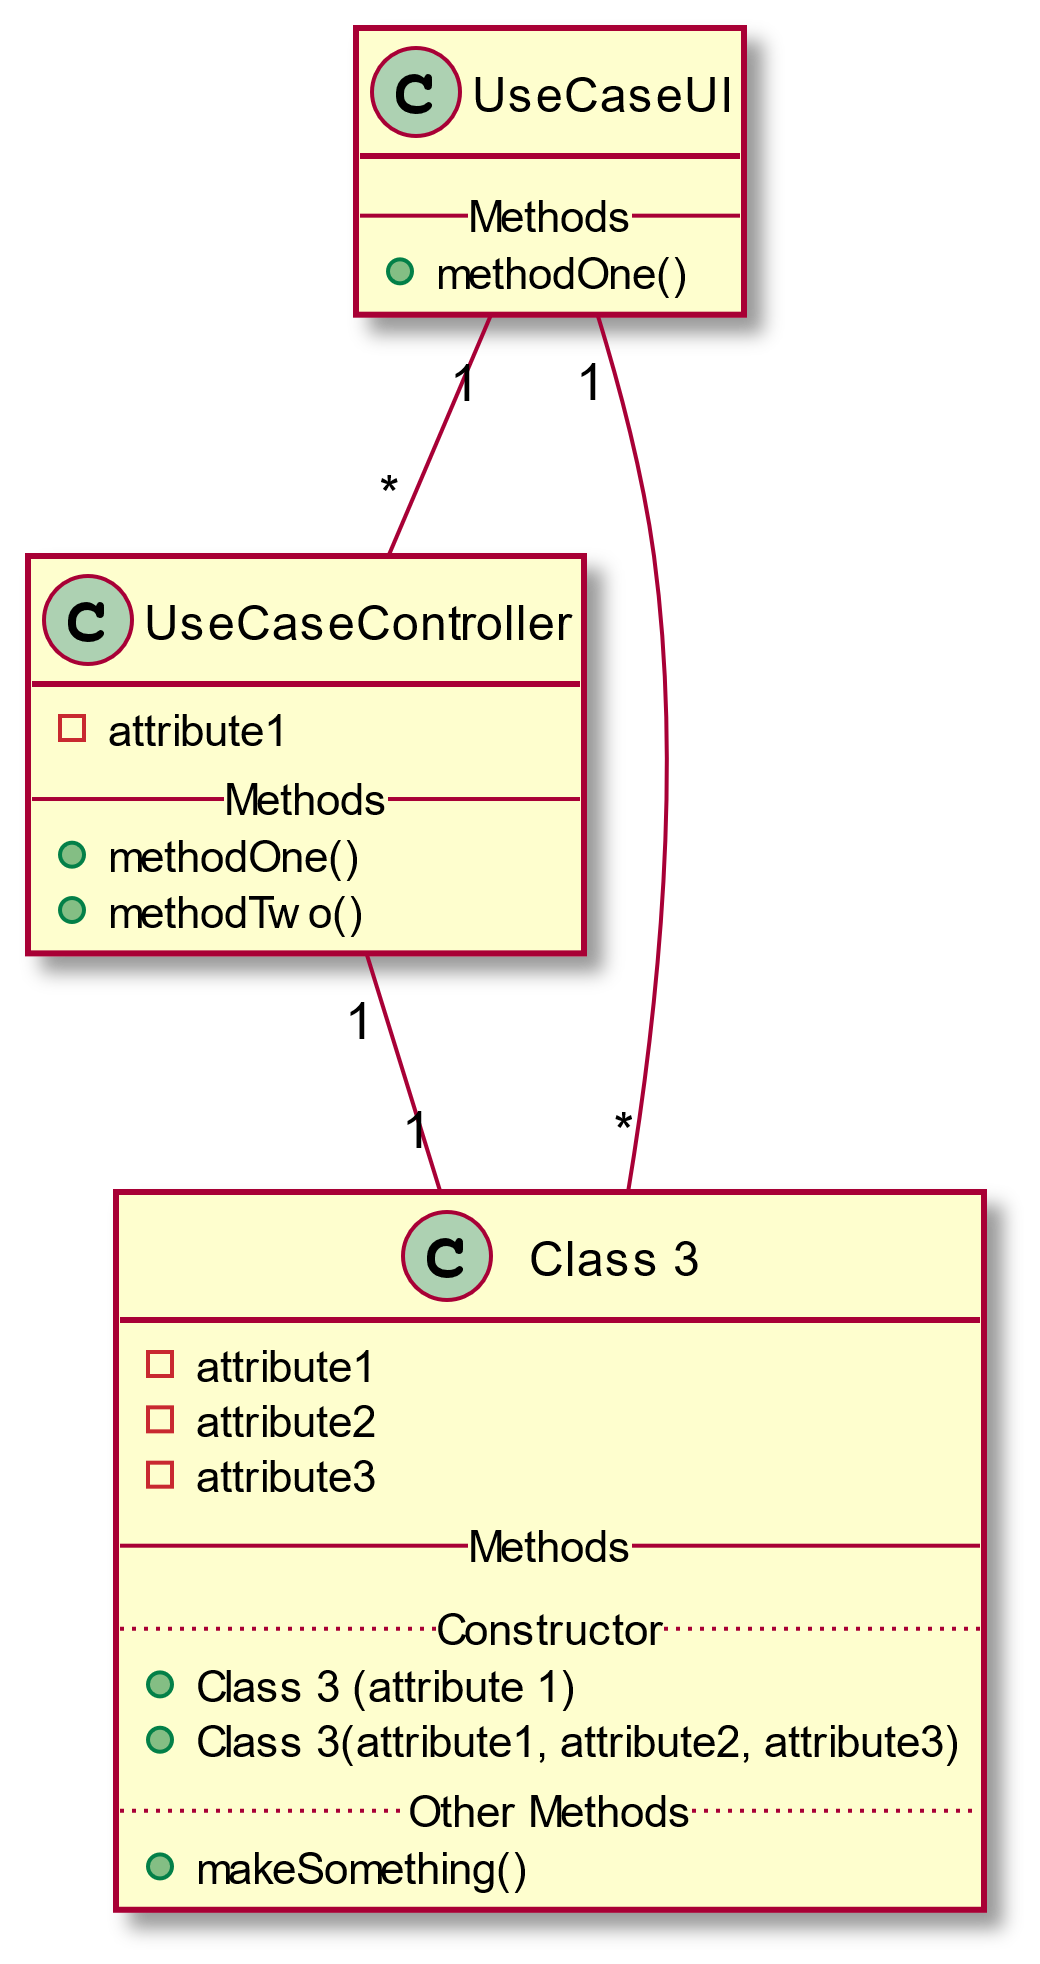 C UseCaseUI
Methods
methodOne()
1 1
*
C UseCaseController
attribute1
Methods
methodOne()
methodTwo()
1
1 *
C Class 3
attribute1
attribute2
attribute3
Methods
Constructor
Class 3 (attribute 1)
Class 3(attribute1, attribute2, attribute3)
Other Methods
makeSomething()